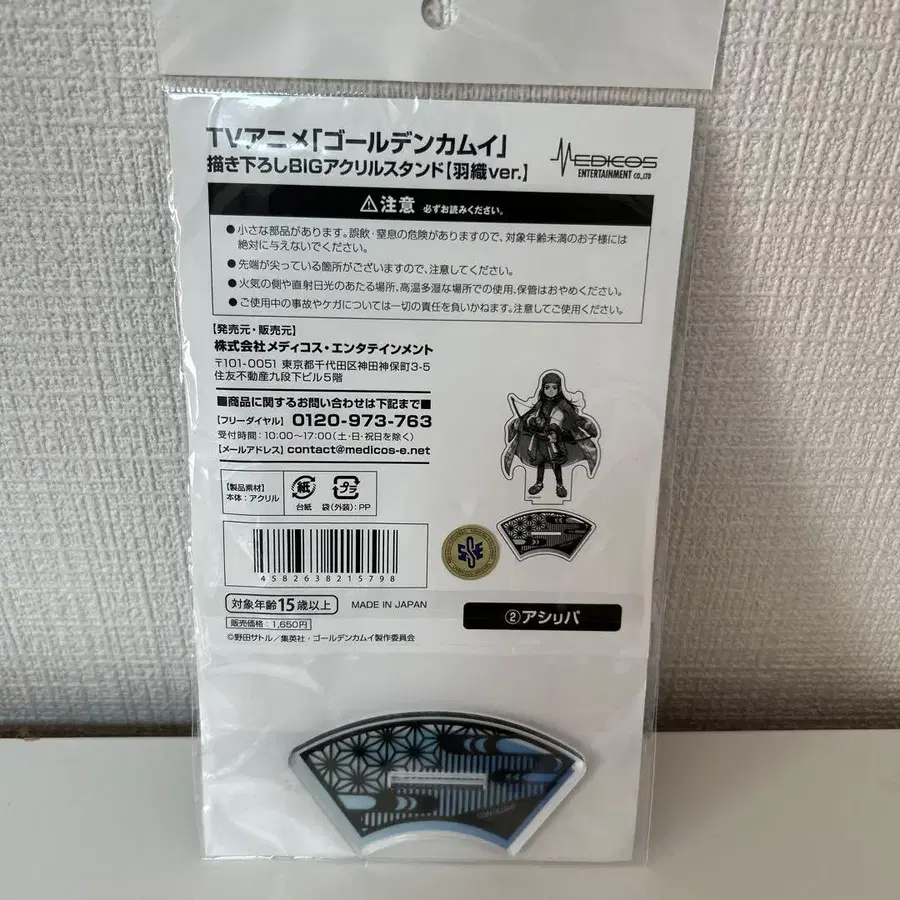 TVアニメ「ゴールデンカムイ」
描き下ろしBIGアクリルスタンド【羽織ver.】
MEDICOS
ENTERTAINMENT CO.,LTD
⚠注意 必ずお読みください。
●小さな部品があります。誤飲・窒息の危険がありますので、対象年齢未満のお子様には
絶対に与えないでください。
●先端が尖っている箇所がございますので、注意してください。
●火気の側や直射日光のあたる場所、高温多湿な場所での使用、保管はおやめください。
●ご使用中の事故やケガについては一切の責任を負いかねます。注意してご使用ください。
【発売元・販売元】
株式会社メディコス・エンタテインメント
〒101-0051 東京都千代田区神田神保町3-5
住友不動産九段下ビル5階
■商品に関するお問い合わせは下記まで■
【フリーダイヤル】 0120-973-763
受付時間:10:00〜17:00(土・日・祝日を除く)
【メールアドレス】contact@medicos-e.net
【製品素材】
本体:アクリル
紙
台紙
プラ
袋(外装):PP
4582638215798
対象年齢15歳以上
MADE IN JAPAN
販売価格:1,650円
②アシㇼパ
©野田サトル/集英社・ゴールデンカムイ製作委員会